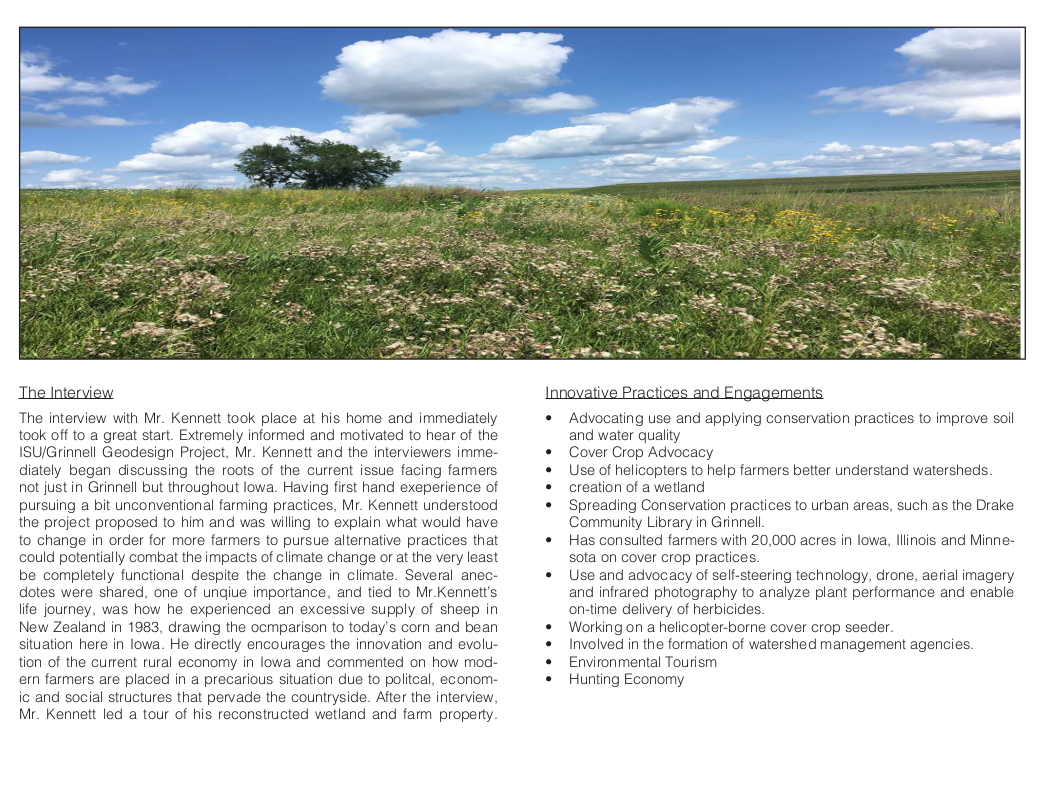 The Interview
The interview with Mr. Kennett took place at his home and immediately
took off to a great start. Extremely informed and motivated to hear of the
ISU/Grinnell Geodesign Project, Mr. Kennett and the interviewers imme-
diately began discussing the roots of the current issue facing farmers
not just in Grinnell but throughout Iowa. Having first hand exeperience of
pursuing a bit unconventional farming practices, Mr. Kennett understood
the project proposed to him and was willing to explain what would have
to change in order for more farmers to pursue alternative practices that
could potentially combat the impacts of climate change or at the very least
be completely functional despite the change in climate. Several anec-
dotes were shared, one of unqiue importance, and tied to Mr.Kennett's
life journey, was how he experienced an excessive supply of sheep in
New Zealand in 1983, drawing the ocmparison to today's corn and bean
situation here in Iowa. He directly encourages the innovation and evolu-
tion of the current rural economy in Iowa and commented on how mod-
ern farmers are placed in a precarious situation due to politcal, econom-
ic and social structures that pervade the countryside. After the interview,
Mr. Kennett led a tour of his reconstructed wetland and farm property.
Innovative Practices and Engagements
• Advocating use and applying conservation practices to improve soil
and water quality
• Cover Crop Advocacy
• Use of helicopters to help farmers better understand watersheds.
• creation of a wetland
• Spreading Conservation practices to urban areas, such as the Drake
Community Library in Grinnell.
• Has consulted farmers with 20,000 acres in Iowa, Illinois and Minne-
sota on cover crop practices.
• Use and advocacy of self-steering technology, drone, aerial imagery
and infrared photography to analyze plant performance and enable
on-time delivery of herbicides.
• Working on a helicopter-borne cover crop seeder.
• Involved in the formation of watershed management agencies.
• Environmental Tourism
• Hunting Economy